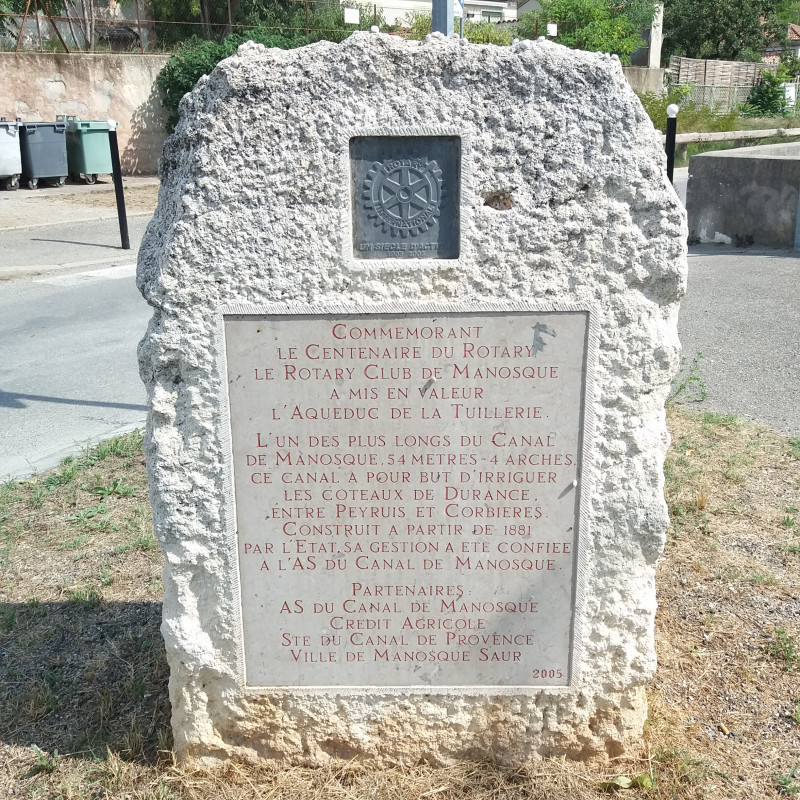 ROTARY
INTERNATIONAL
UN SIECLE D'ACTION
COMMEMORANT
LE CENTENAIRE DU ROTARY
LE ROTARY CLUB DE MANOSQUE
A MIS EN VALEUR
L'AQUEDUC DE LA TUILLERIE.
L'UN DES PLUS LONGS DU CANAL
DE MANOSQUE, 54 METRES - 4 ARCHES.
CE CANAL A POUR BUT D'IRRIGUER
LES COTEAUX DE DURANCE,
ENTRE PEYRUIS ET CORBIERES.
CONSTRUIT A PARTIR DE 1881
PAR L'ETAT, SA GESTION A ETE CONFIEE
A L'AS DU CANAL DE MANOSQUE.
PARTENAIRES :
AS DU CANAL DE MANOSQUE
CREDIT AGRICOLE
STE DU CANAL DE PROVENCE
VILLE DE MANOSQUE SAUR
2005